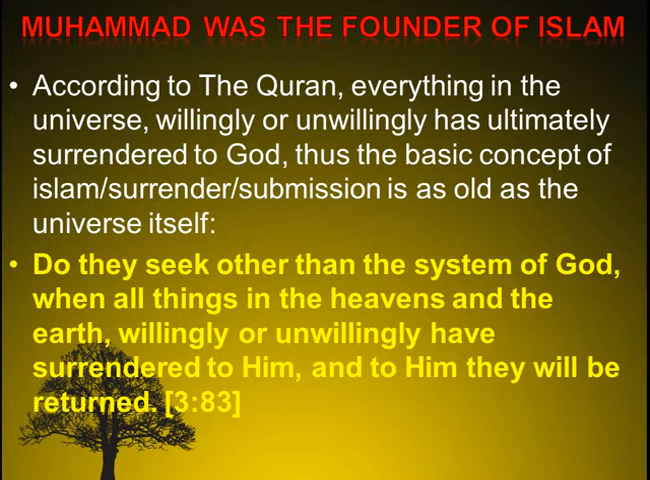 MUHAMMAD WAS THE FOUNDER OF ISLAM
• According to The Quran, everything in the
universe, willingly or unwillingly has ultimately
surrendered to God, thus the basic concept of
islam/surrender/submission is as old as the
universe itself:
• Do they seek other than the system of God,
when all things in the heavens and the
earth, willingly or unwillingly have
surrendered to Him, and to Him they will be
returned. [3:83]